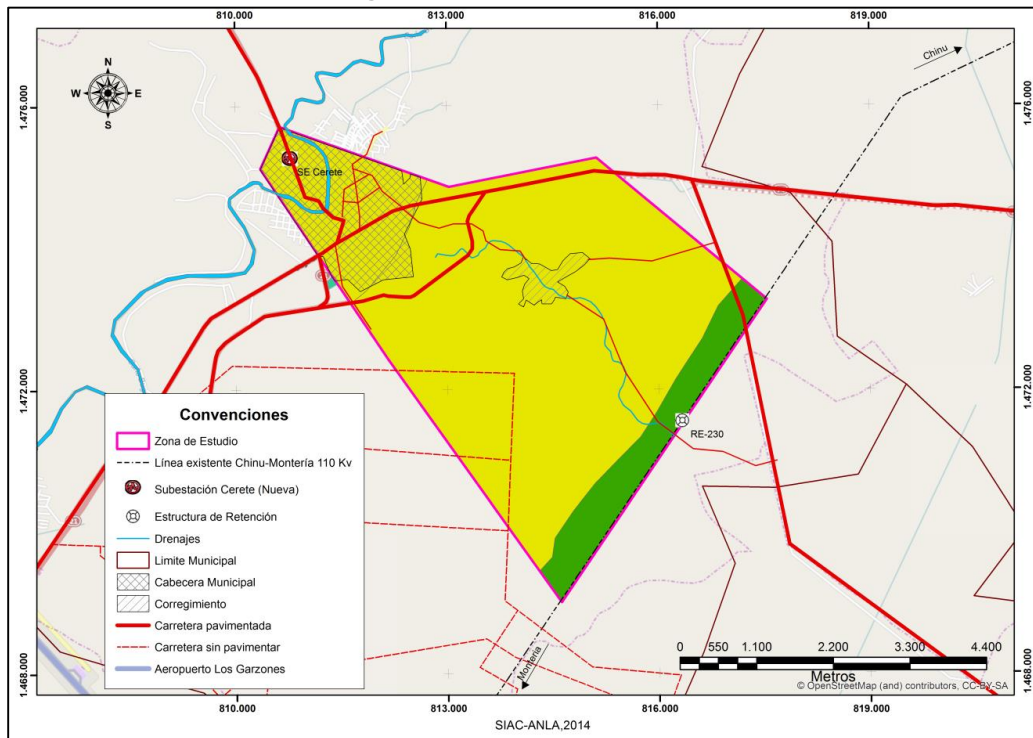 810.000
813.000
816.000
819.000
1.476.000
1.476.000
N
W E
S
Chinu
SE Cerete
1.472.000
1.472.000
RE-230
Convenciones
Zona de Estudio
Línea existente Chinu-Montería 110 Kv
Subestación Cerete (Nueva)
Estructura de Retención
Drenajes
Limite Municipal
Cabecera Municipal
Corregimiento
Carretera pavimentada
Carretera sin pavimentar
Aeropuerto Los Garzones
Montería
0 550 1.100 2.200 3.300 4.400
Metros
© OpenStreetMap (and) contributors, CC-BY-SA
1.468.000
1.468.000
810.000
813.000
816.000
819.000
SIAC-ANLA,2014